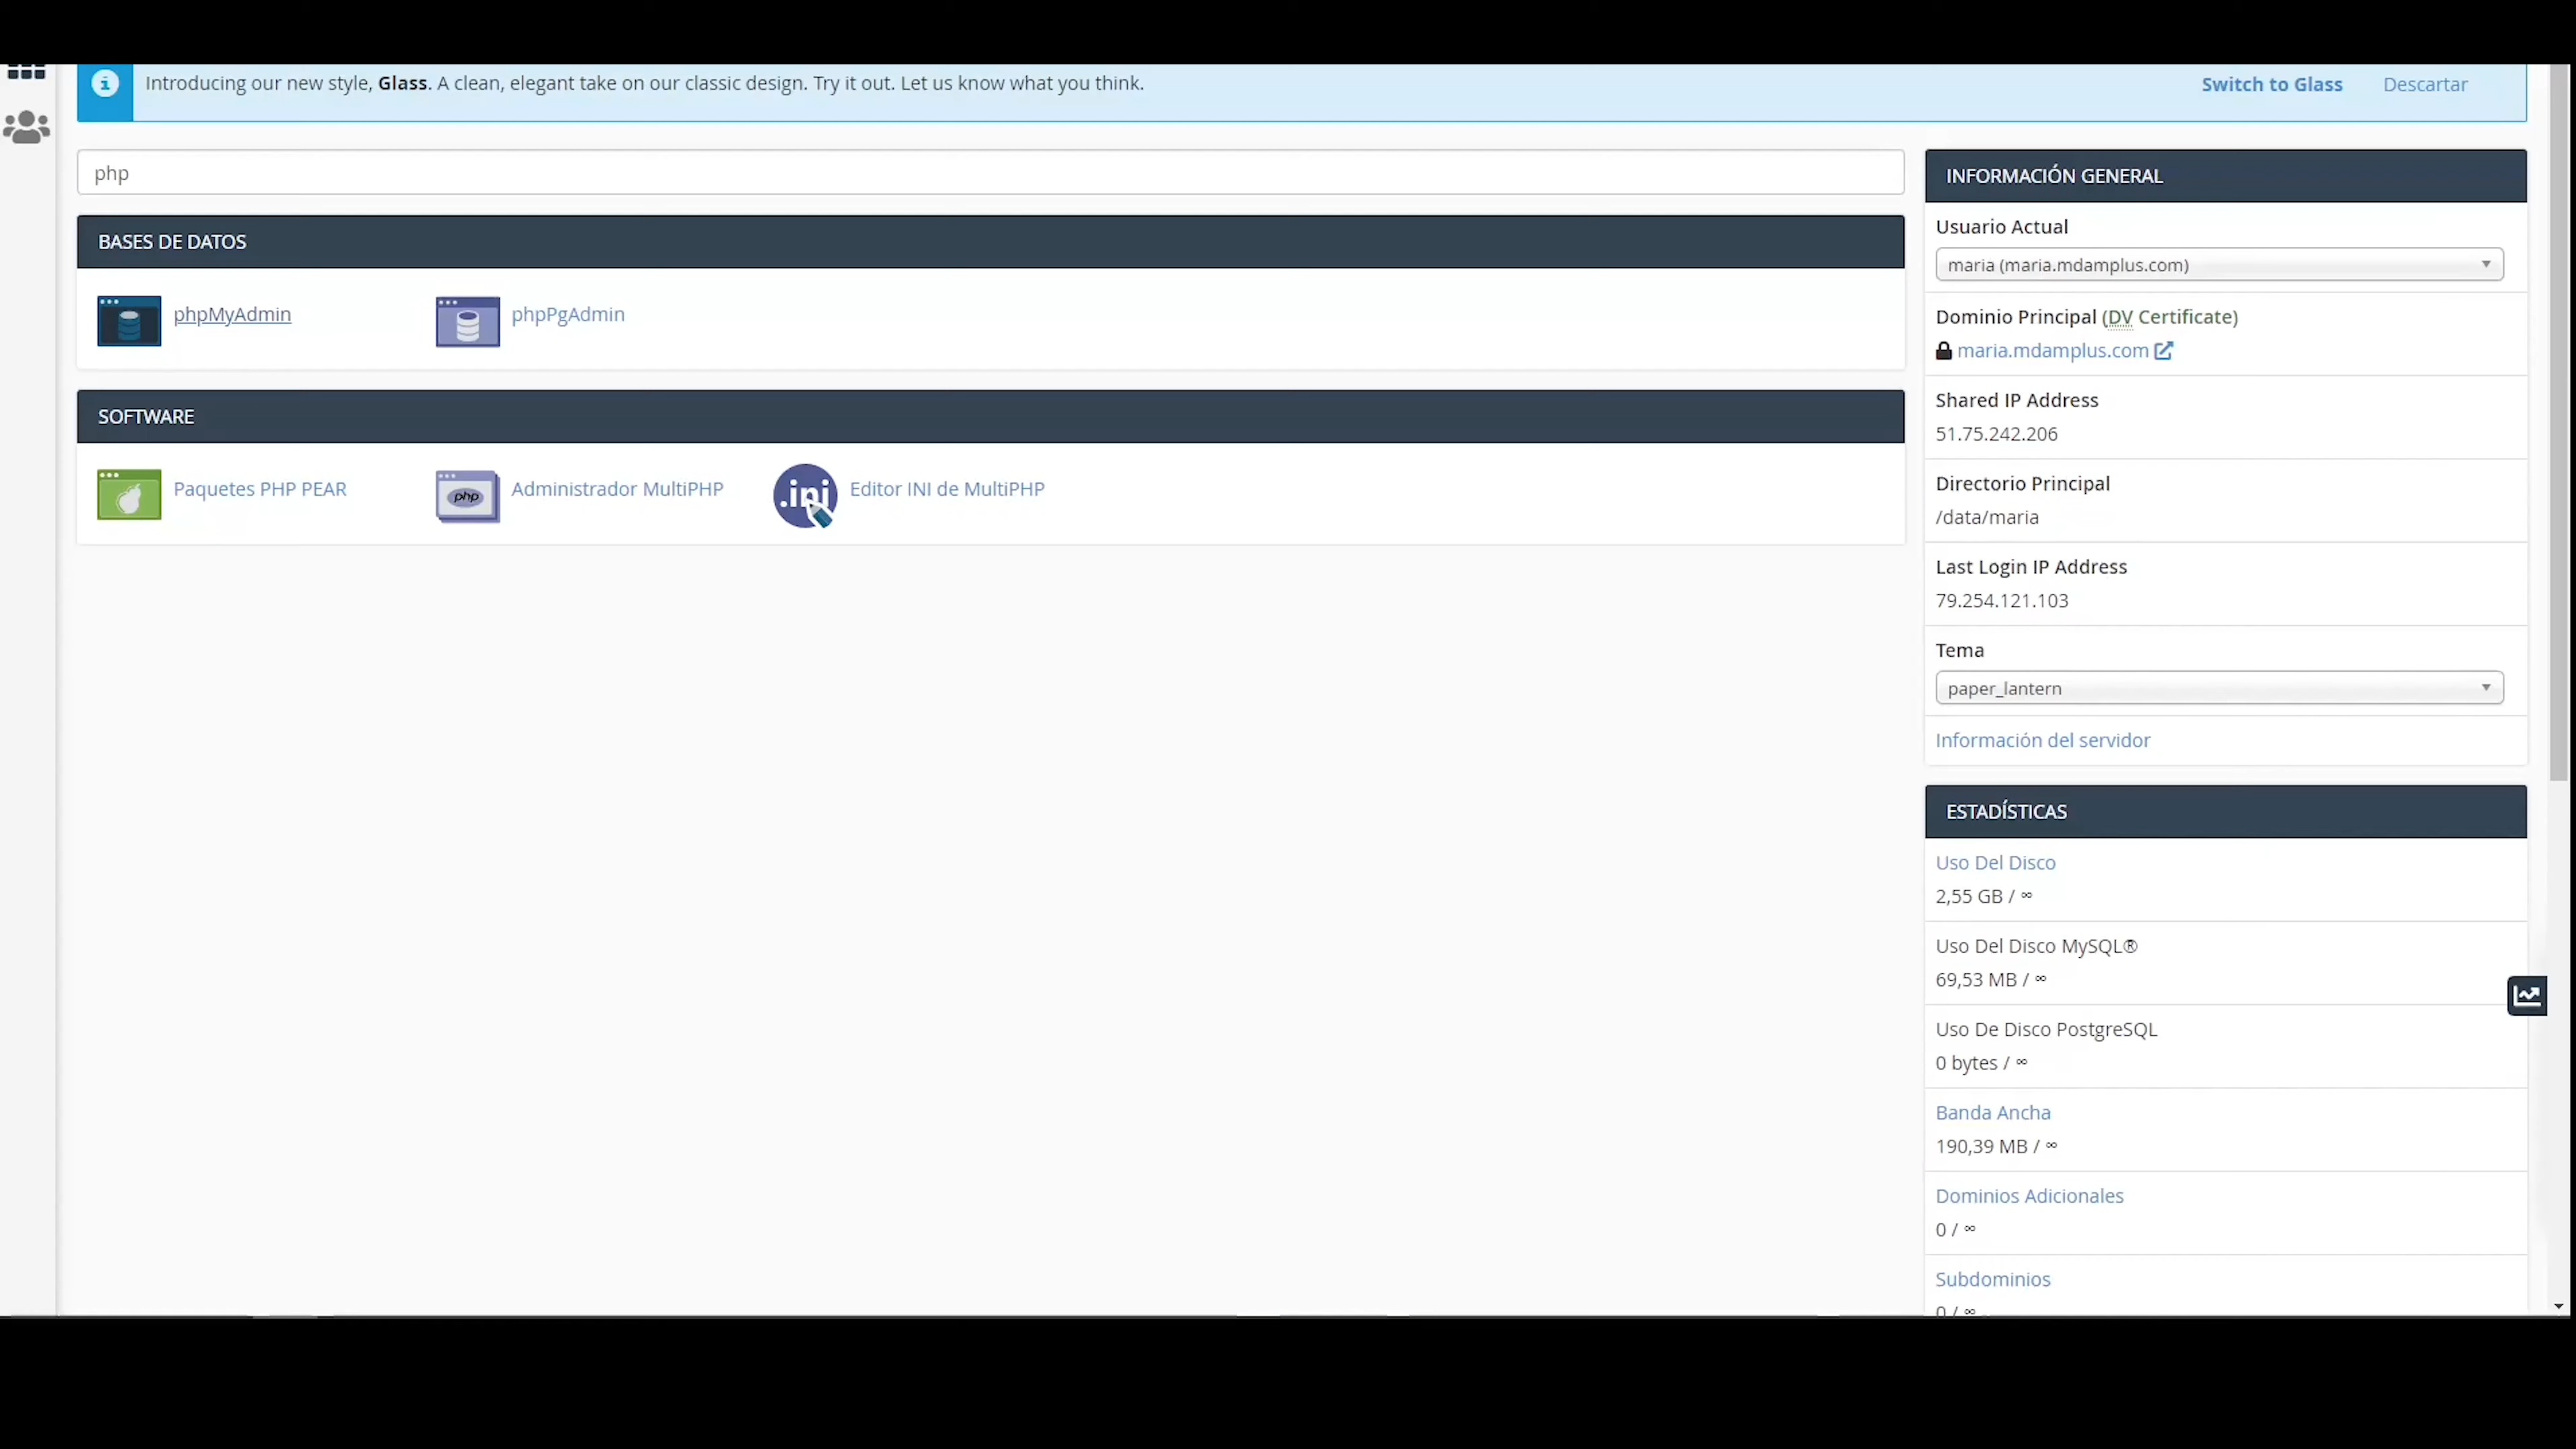 Introducing our new style, Glass. A clean, elegant take on our classic design. Try it out. Let us know what you think.
Switch to Glass
Descartar
php
BASES DE DATOS
phpMyAdmin
phpPgAdmin
SOFTWARE
Paquetes PHP PEAR
php
Administrador MultiPHP
.ini
Editor INI de MultiPHP
INFORMACIÓN GENERAL
Usuario Actual
maria (maria.mdamplus.com)
Dominio Principal (DV Certificate)
maria.mdamplus.com
Shared IP Address
51.75.242.206
Directorio Principal
/data/maria
Last Login IP Address
79.254.121.103
Tema
paper_lantern
Información del servidor
ESTADÍSTICAS
Uso Del Disco
2,55 GB / ∞
Uso Del Disco MySQL®
69,53 MB / ∞
Uso De Disco PostgreSQL
0 bytes / ∞
Banda Ancha
190,39 MB / ∞
Dominios Adicionales
0 / ∞
Subdominios
0 / ∞